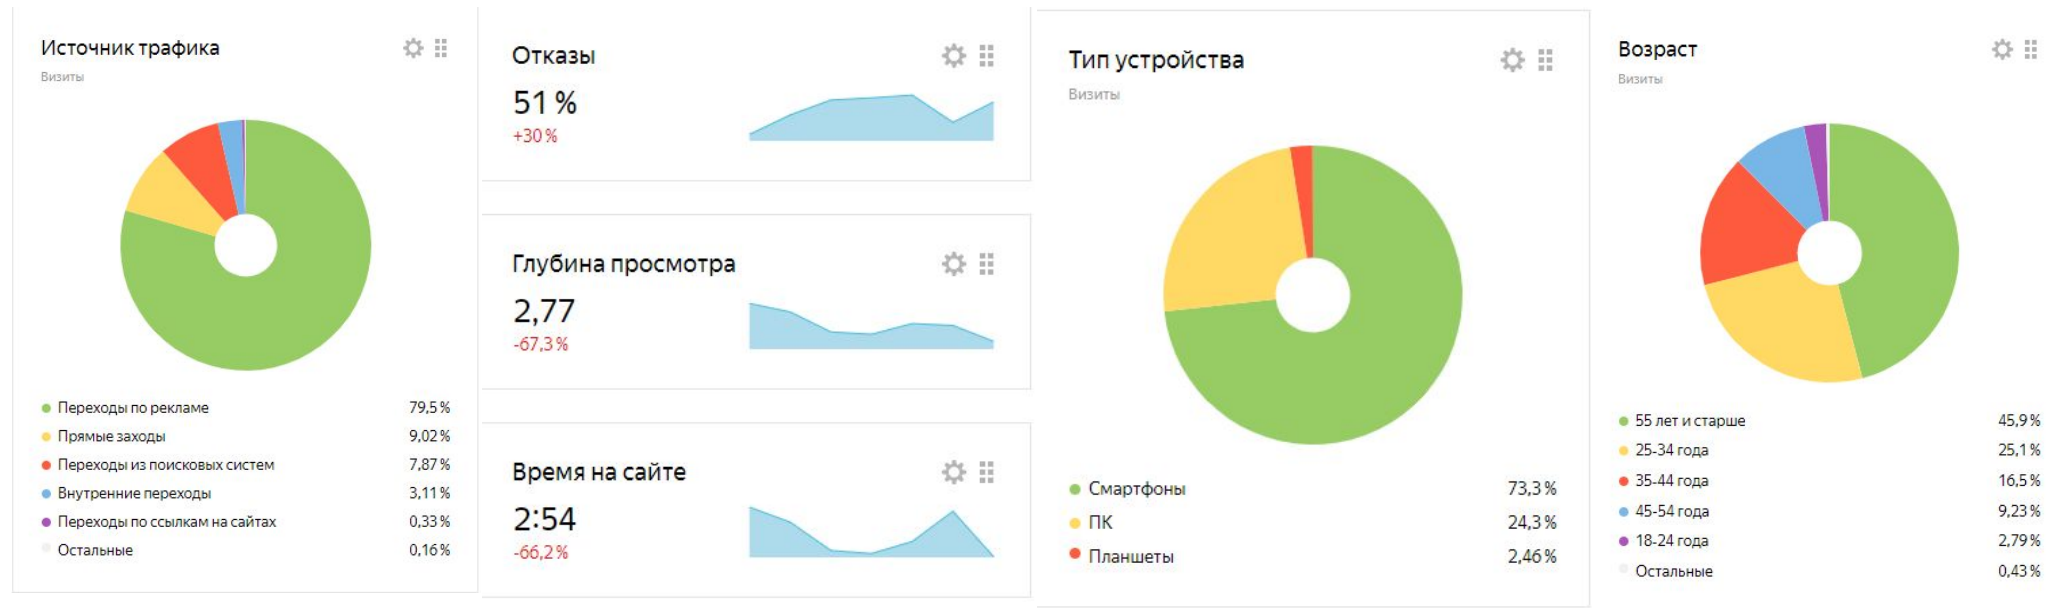 Источник трафика
Визиты
Переходы по рекламе 79,5 %
Прямые заходы 9,02 %
Переходы из поисковых систем 7,87 %
Внутренние переходы 3,11 %
Переходы по ссылкам на сайтах 0,33 %
Остальные 0,16 %
Отказы
51 %
+30 %
Глубина просмотра
2,77
-67,3 %
Время на сайте
2:54
-66,2 %
Тип устройства
Визиты
Смартфоны 73,3 %
ПК 24,3 %
Планшеты 2,46 %
Возраст
Визиты
55 лет и старше 45,9 %
25-34 года 25,1 %
35-44 года 16,5 %
45-54 года 9,23 %
18-24 года 2,79 %
Остальные 0,43 %